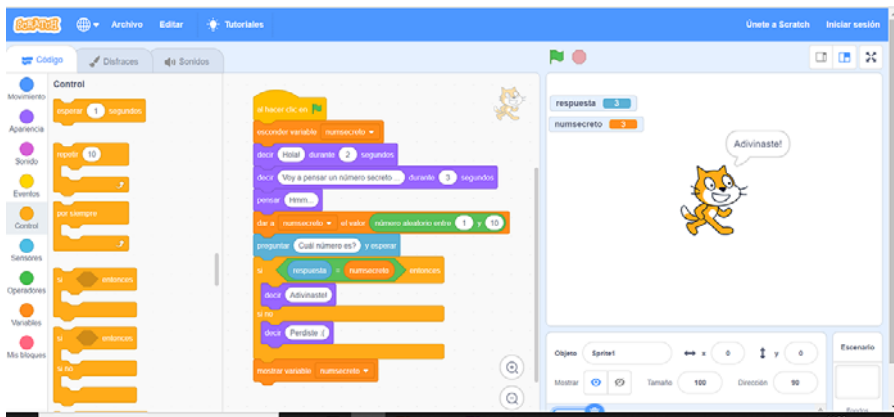 SCRATCH Archivo Editar Tutoriales Únete a Scratch Iniciar sesión
Código Disfraces Sonidos
Movimiento
Apariencia
Sonido
Eventos
Control
Sensores
Operadores
Variables
Mis bloques
Control
esperar 1 segundos
repetir 10
por siempre
si entonces
si entonces
si no
al hacer clic en
esconder variable numsecreto
decir Hola! durante 2 segundos
decir Voy a pensar un número secreto ... durante 3 segundos
pensar Hmm...
dar a numsecreto el valor número aleatorio entre 1 y 10
preguntar Cuál número es? y esperar
si respuesta = numsecreto entonces
decir Adivinaste!
si no
decir Perdiste :(
mostrar variable numsecreto
respuesta 3
numsecreto 3
Adivinaste!
Objeto Sprite1 x 0 y 0
Mostrar Tamaño 100 Dirección 90
Escenario
Fondos